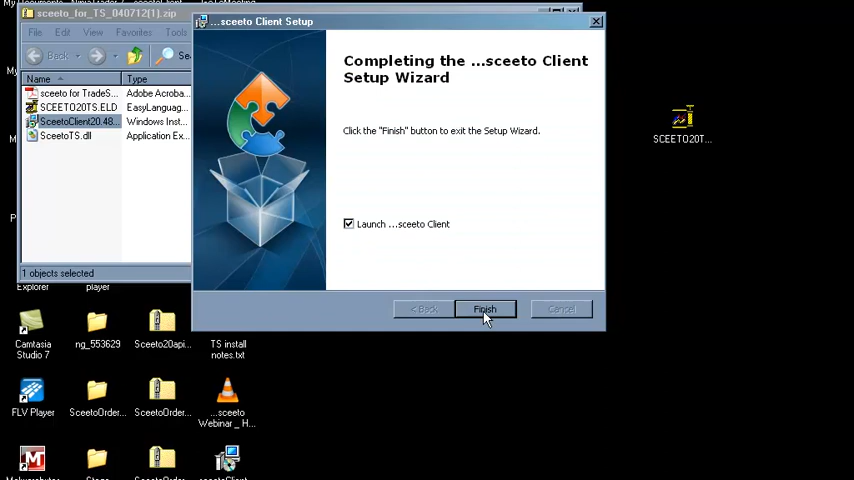 sceeto_for_TS_040712(1).zip
File Edit View Favorites Tools
Back
Name Type
sceeto for TradeS... Adobe Acroba...
SCEETO20TS.ELD EasyLanguag...
SceetoClient20.48... Windows Inst...
SceetoTS.dll Application Ex...
1 objects selected
...sceeto Client Setup
Completing the ...sceeto Client
Setup Wizard
Click the "Finish" button to exit the Setup Wizard.
Launch ...sceeto Client
< Back Finish Cancel
SCEETO20T...
Explorer player
Camtasia
Studio 7
ng_553629
Sceeto20api...
TS install
notes.txt
FLV Player
SceetoOrder...
SceetoOrder...
...sceeto
Webinar _ H...